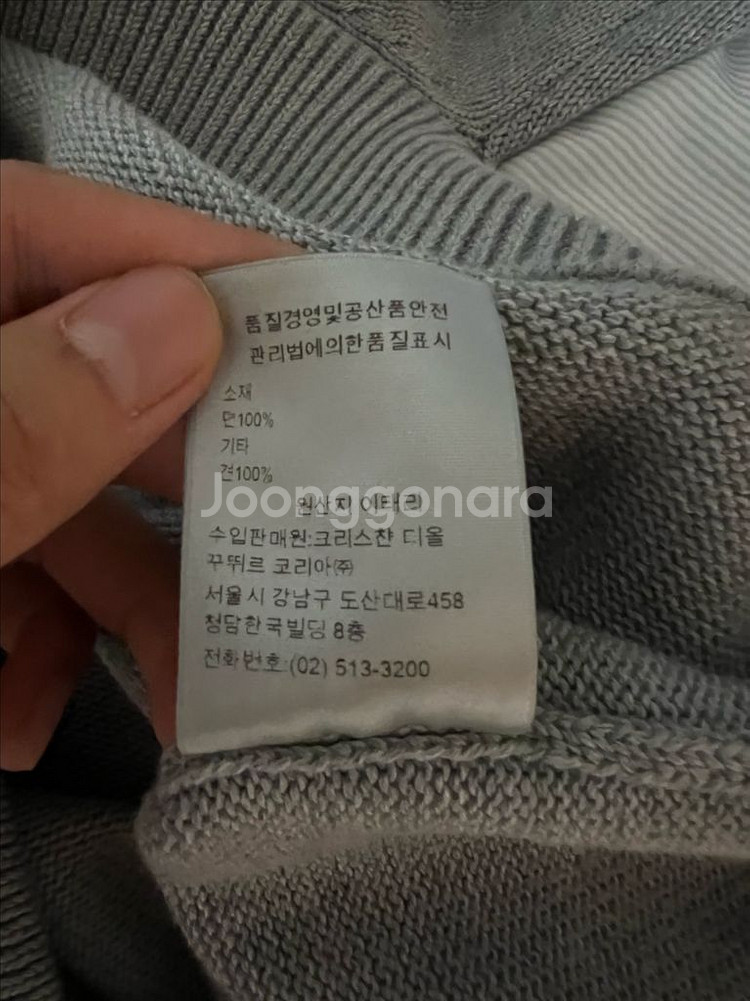 품질경영및공산품안전
관리법에의한품질표시
소재
면100%
기타
견100%
원산지 이태리
Joonggonara
수입판매원:크리스챤 디올
꾸뛰르 코리아㈜
서울시 강남구 도산대로458
청담한국빌딩 8층
전화번호:(02) 513-3200